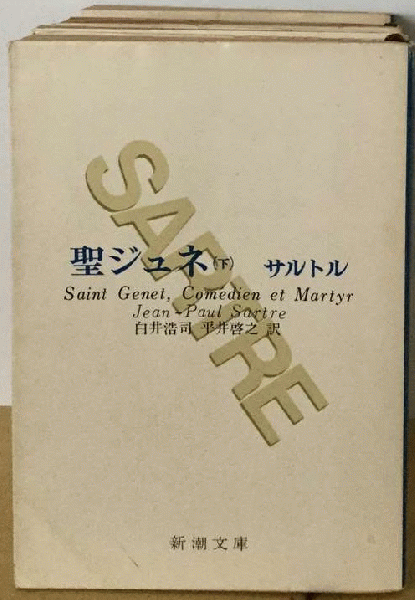 SARTRE
聖ジュネ(下) サルトル
Saint Genet, Comedien et Martyr
Jean-Paul Sartre
白井浩司 平井啓之 訳
新潮文庫